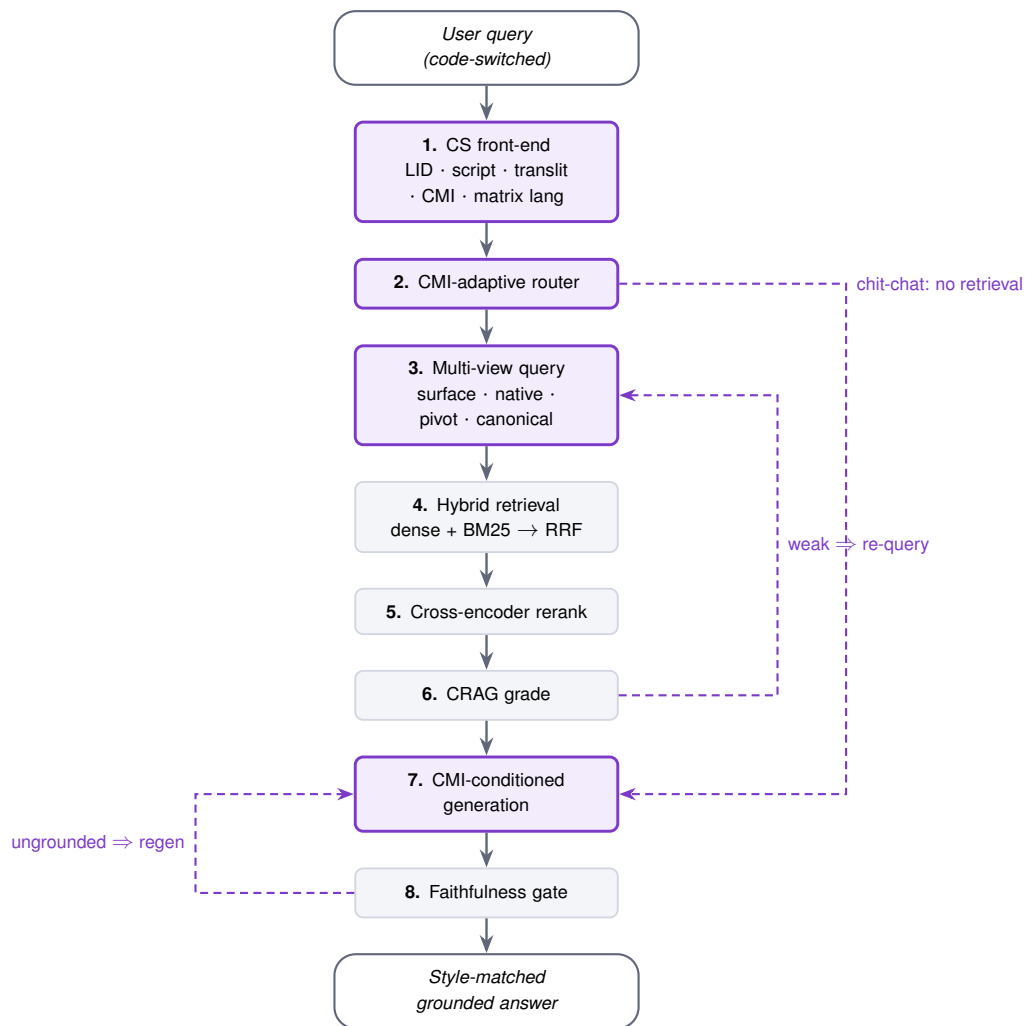 User query
(code-switched)
1. CS front-end
LID · script · translit
· CMI · matrix lang
2. CMI-adaptive router
chit-chat: no retrieval
3. Multi-view query
surface · native ·
pivot · canonical
4. Hybrid retrieval
dense + BM25 → RRF
weak ⇒ re-query
5. Cross-encoder rerank
6. CRAG grade
7. CMI-conditioned
generation
ungrounded ⇒ regen
8. Faithfulness gate
Style-matched
grounded answer